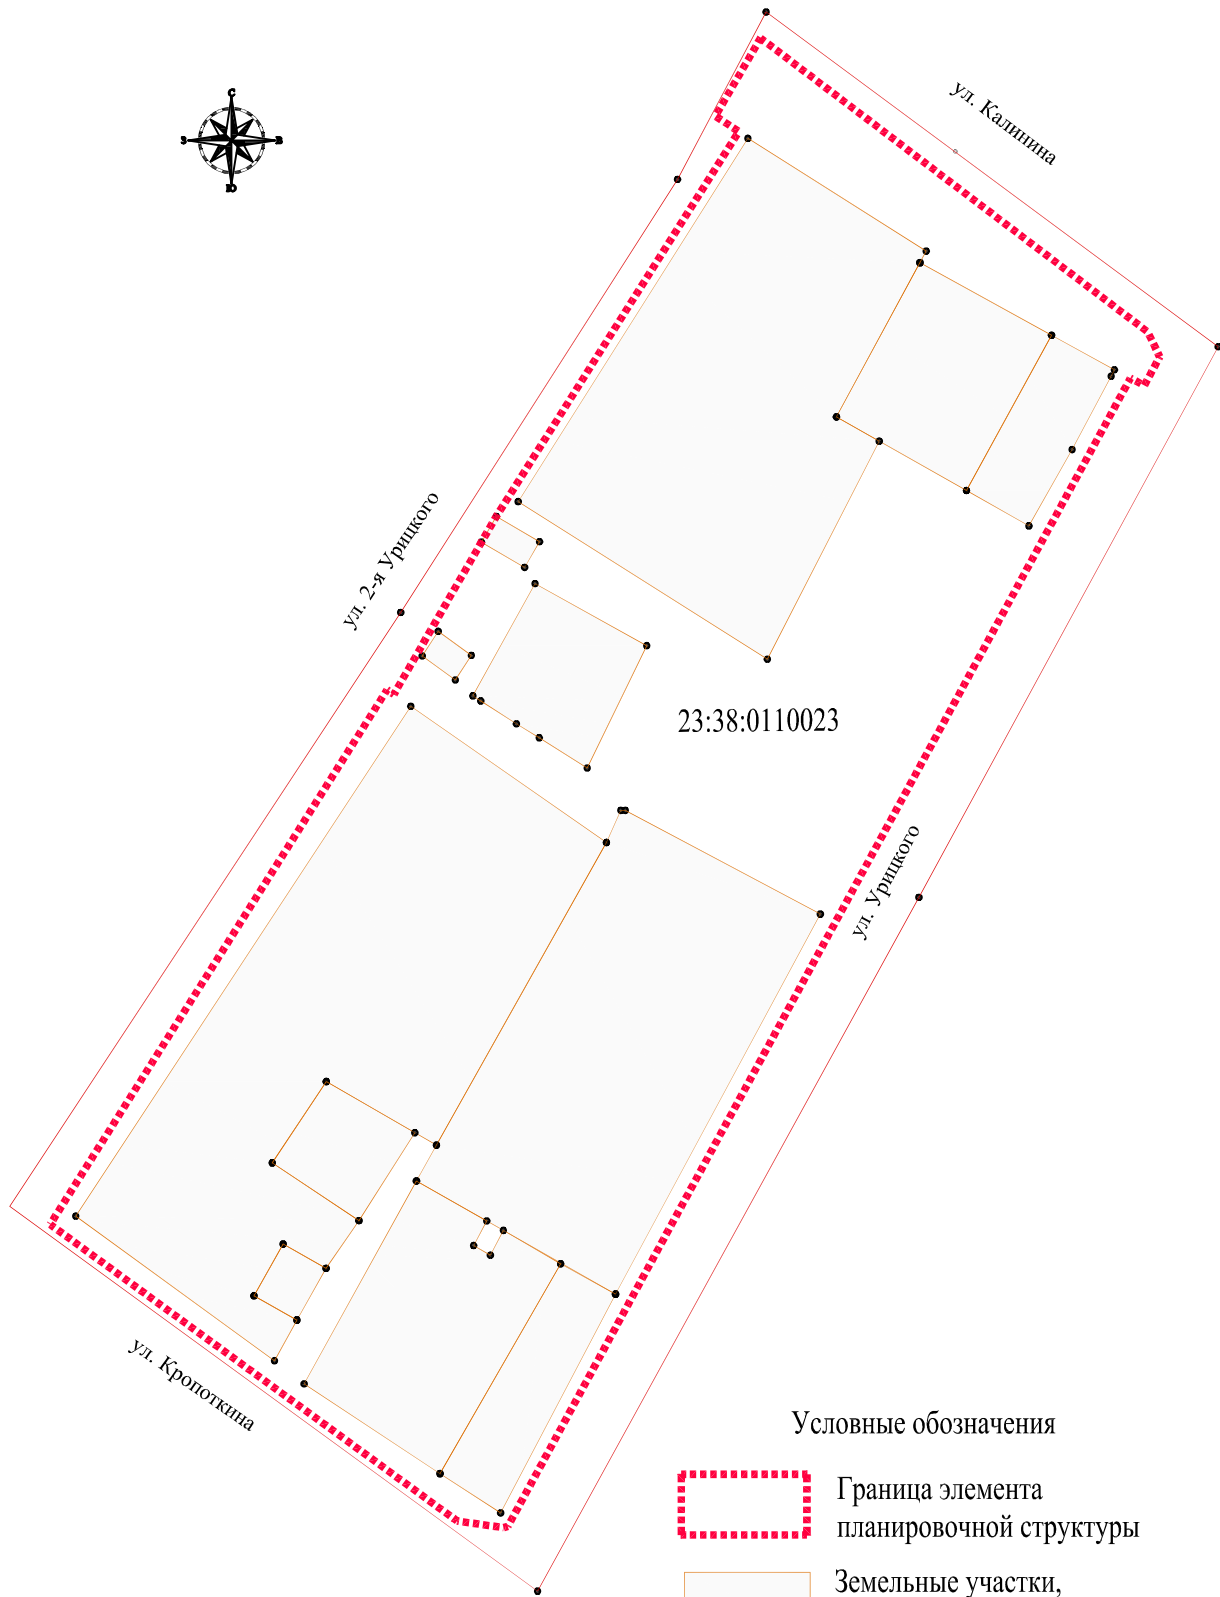 ул. Калинина
С
З
В
Ю
ул. 2-я Урицкого
23:38:0110023
ул. Урицкого
ул. Кропоткина
Условные обозначения
Граница элемента
планировочной структуры
Земельные участки,